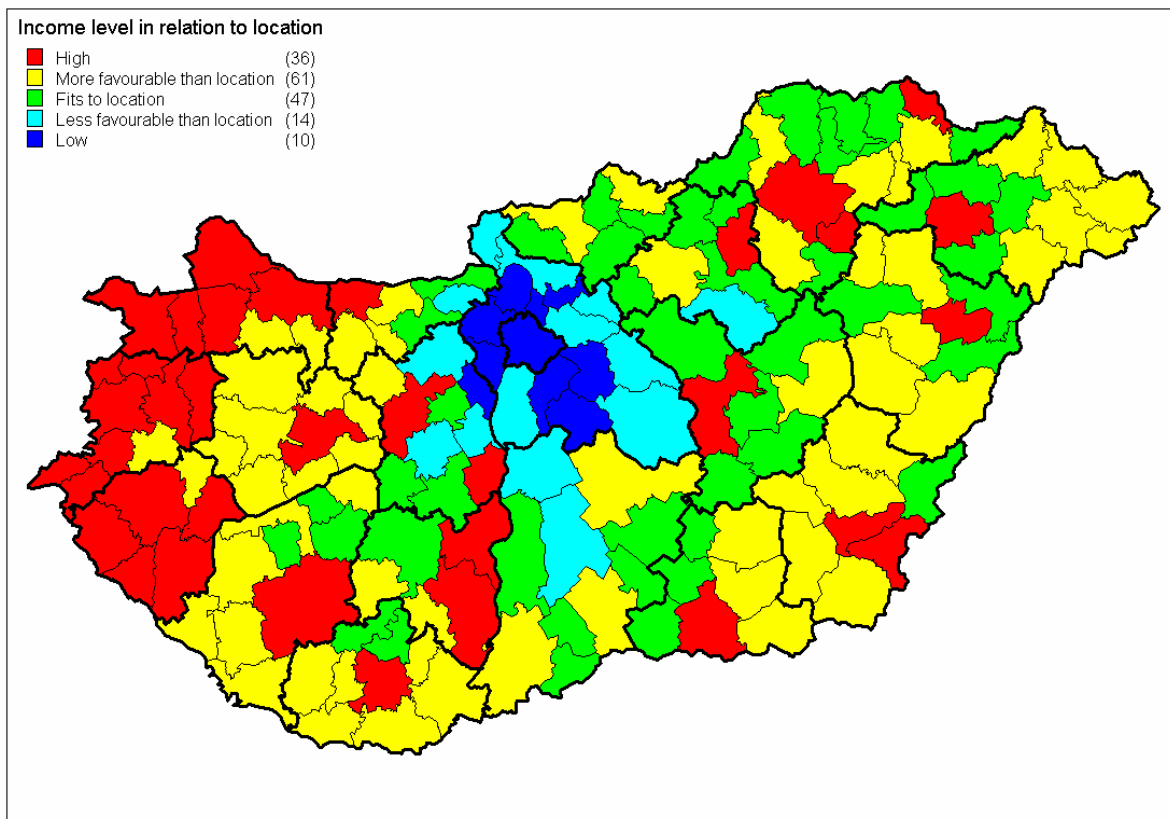 Income level in relation to location
High (36)
More favourable than location (61)
Fits to location (47)
Less favourable than location (14)
Low (10)